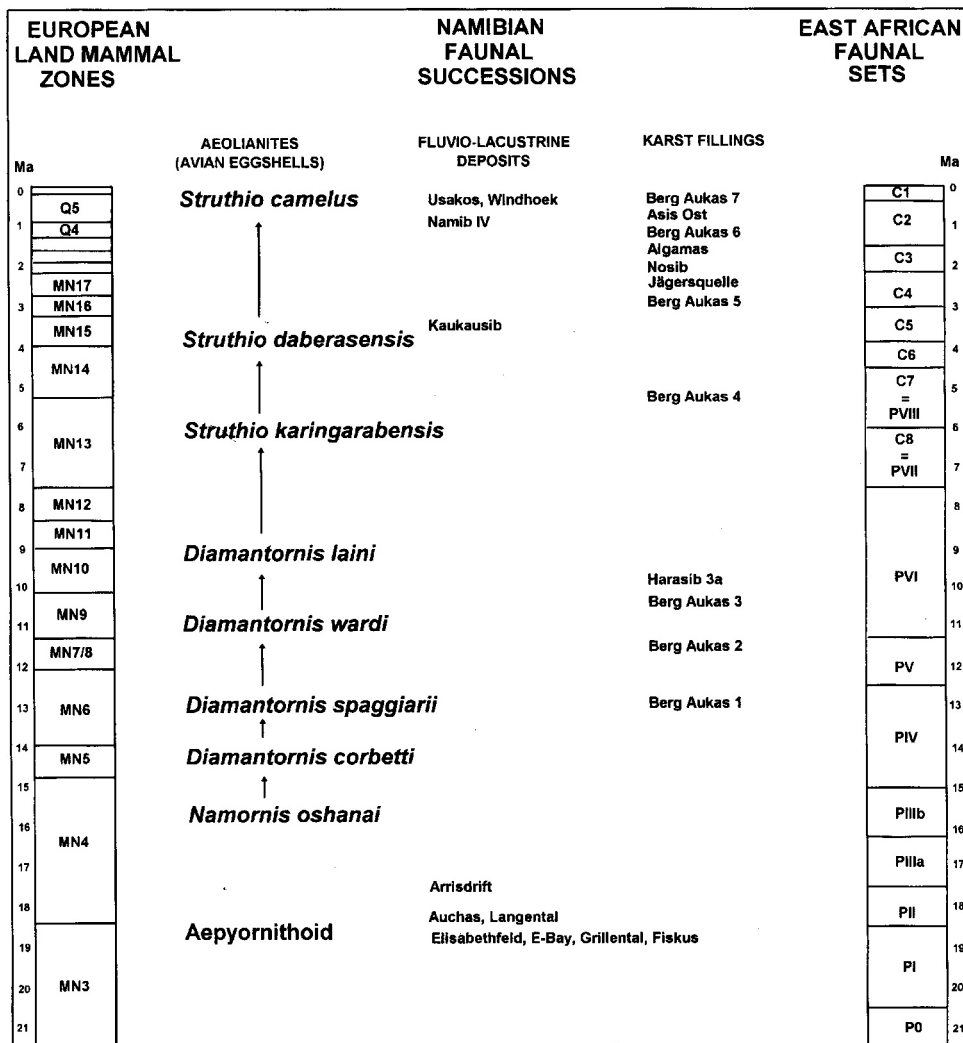 EUROPEAN
LAND MAMMAL
ZONES
NAMIBIAN
FAUNAL
SUCCESSIONS
EAST AFRICAN
FAUNAL
SETS
AEOLIANITES
(AVIAN EGGSHELLS)
FLUVIO-LACUSTRINE
DEPOSITS
KARST FILLINGS
Ma
0
Q5
1
Q4
2
MN17
3
MN16
MN15
4
MN14
5
6
MN13
7
8
MN12
MN11
9
MN10
10
MN9
11
MN7/8
12
13
MN6
14
MN5
15
16
MN4
17
18
19
20
MN3
21
Struthio camelus
Struthio daberasensis
Struthio karingarabensis
Diamantornis laini
Diamantornis wardi
Diamantornis spaggiarii
Diamantornis corbetti
Namornis oshanai
Aepyornithoid
Usakos, Windhoek
Namib IV
Kaukausib
Arrisdrift
Auchas, Langental
Elisabethfeld, E-Bay, Grillental, Fiskus
Berg Aukas 7
Asis Ost
Berg Aukas 6
Aigamas
Nosib
Jägersquelle
Berg Aukas 5
Berg Aukas 4
Harasib 3a
Berg Aukas 3
Berg Aukas 2
Berg Aukas 1
Ma
C1
0
C2
1
C3
2
C4
3
C5
C6
4
C7
5
=
PVIII
6
C8
=
PVII
7
8
9
PVI
10
11
PV
12
13
PIV
14
15
PIIIb
16
PIIIa
17
PII
18
19
PI
20
P0
21